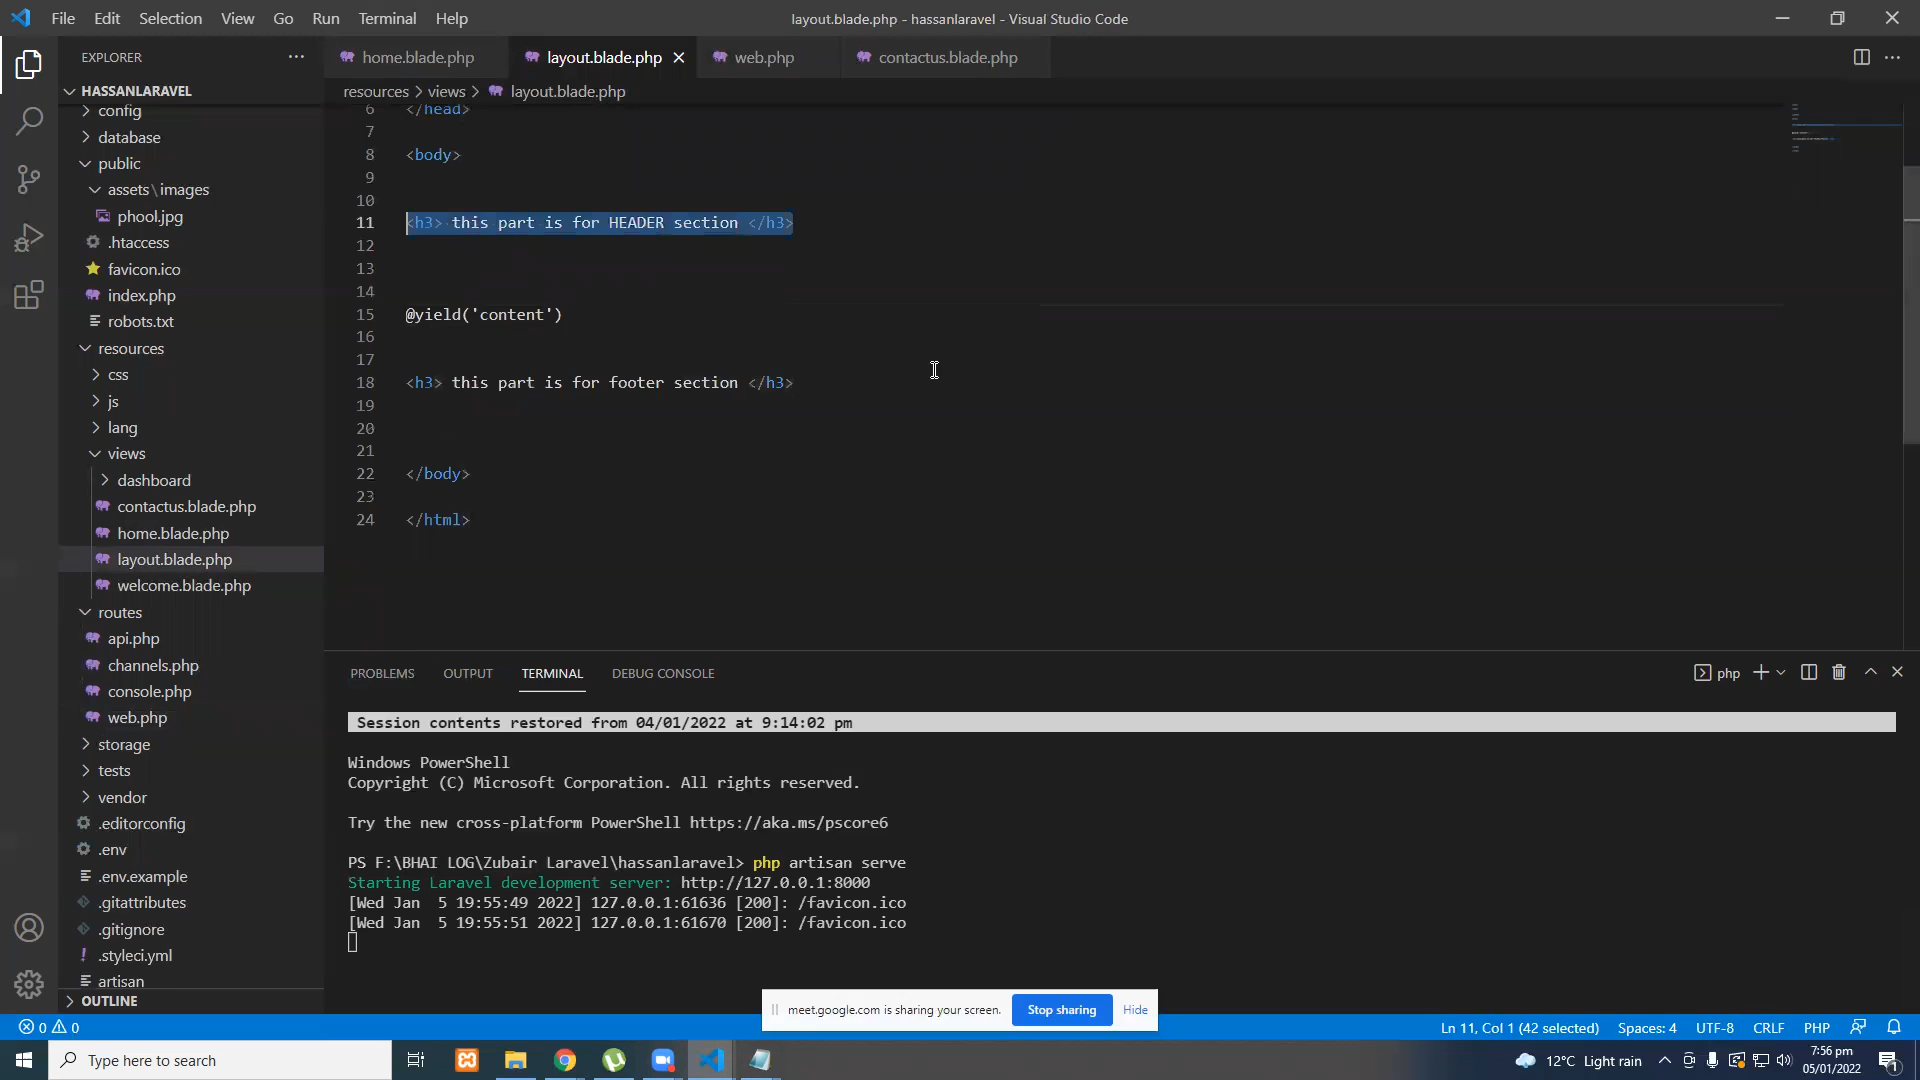 File Edit Selection View Go Run Terminal Help
layout.blade.php - hassanlaravel - Visual Studio Code
EXPLORER
home.blade.php
layout.blade.php
web.php
contactus.blade.php
HASSANLARAVEL
resources > views > layout.blade.php
config
database
public
assets\images
phool.jpg
.htaccess
favicon.ico
index.php
robots.txt
resources
css
js
lang
views
dashboard
contactus.blade.php
home.blade.php
layout.blade.php
welcome.blade.php
routes
api.php
channels.php
console.php
web.php
storage
tests
vendor
.editorconfig
.env
.env.example
.gitattributes
.gitignore
.styleci.yml
artisan
OUTLINE
6 </head>
7
8 <body>
9
10
11 <h3> this part is for HEADER section </h3>
12
13
14
15 @yield('content')
16
17
18 <h3> this part is for footer section </h3>
19
20
21
22 </body>
23
24 </html>
PROBLEMS OUTPUT TERMINAL DEBUG CONSOLE
php
Session contents restored from 04/01/2022 at 9:14:02 pm
Windows PowerShell
Copyright (C) Microsoft Corporation. All rights reserved.
Try the new cross-platform PowerShell https://aka.ms/pscore6
PS F:\BHAI LOG\Zubair Laravel\hassanlaravel> php artisan serve
Starting Laravel development server: http://127.0.0.1:8000
[Wed Jan  5 19:55:49 2022] 127.0.0.1:61636 [200]: /favicon.ico
[Wed Jan  5 19:55:51 2022] 127.0.0.1:61670 [200]: /favicon.ico
meet.google.com is sharing your screen.
Stop sharing
Hide
0 0
Ln 11, Col 1 (42 selected)
Spaces: 4
UTF-8
CRLF
PHP
Type here to search
12°C Light rain
7:56 pm
05/01/2022
1